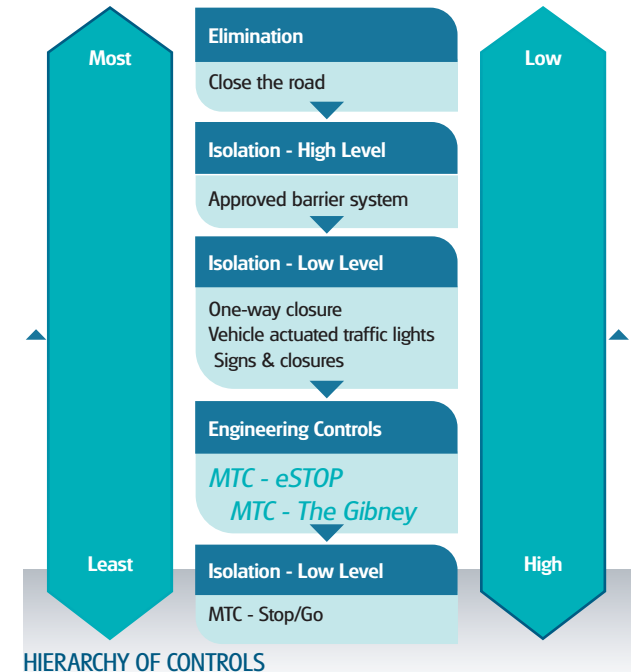 Most
Low
Elimination
Close the road
Isolation - High Level
Approved barrier system
Isolation - Low Level
One-way closure
Vehicle actuated traffic lights
Signs & closures
Engineering Controls
MTC - eSTOP
MTC - The Gibney
Least
High
Isolation - Low Level
MTC - Stop/Go
HIERARCHY OF CONTROLS